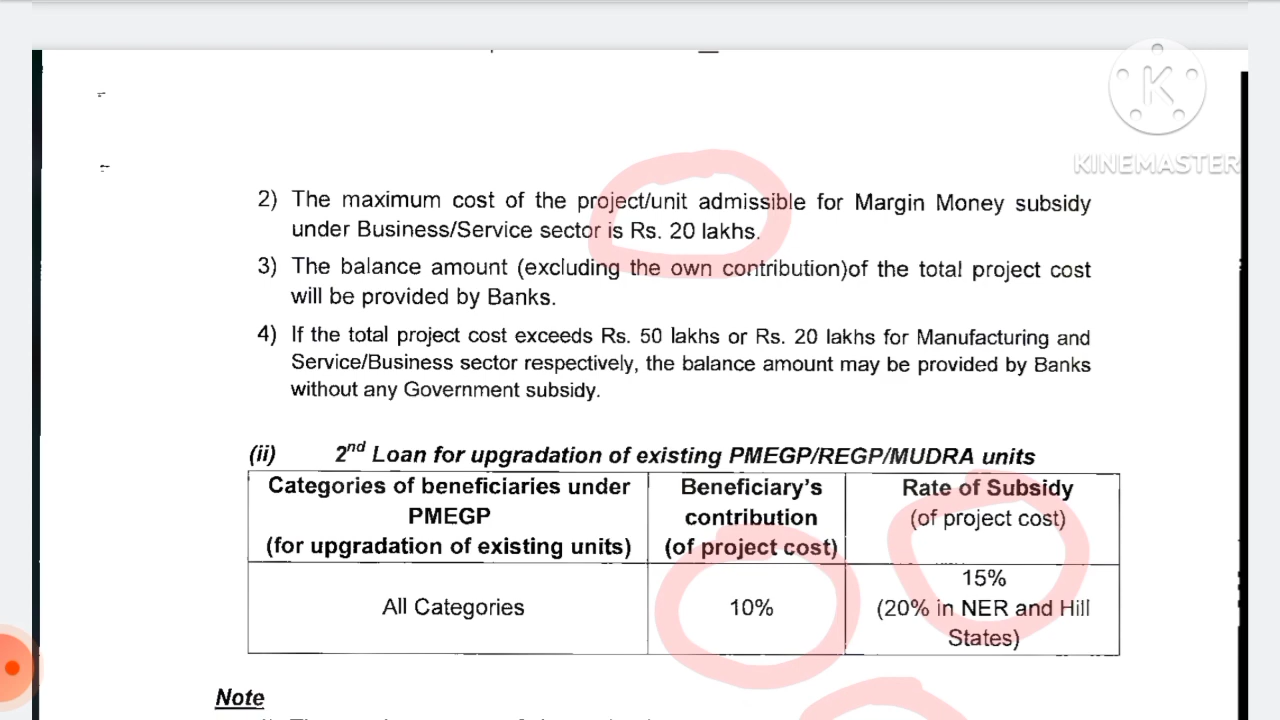 KINEMASTER
2) The maximum cost of the project/unit admissible for Margin Money subsidy
under Business/Service sector is Rs. 20 lakhs.
3) The balance amount (excluding the own contribution)of the total project cost
will be provided by Banks.
4) If the total project cost exceeds Rs. 50 lakhs or Rs. 20 lakhs for Manufacturing and
Service/Business sector respectively, the balance amount may be provided by Banks
without any Government subsidy.
(ii) 2nd Loan for upgradation of existing PMEGP/REGP/MUDRA units
Categories of beneficiaries under
PMEGP
(for upgradation of existing units)
Beneficiary's
contribution
(of project cost)
Rate of Subsidy
(of project cost)
All Categories
10%
15%
(20% in NER and Hill
States)
Note